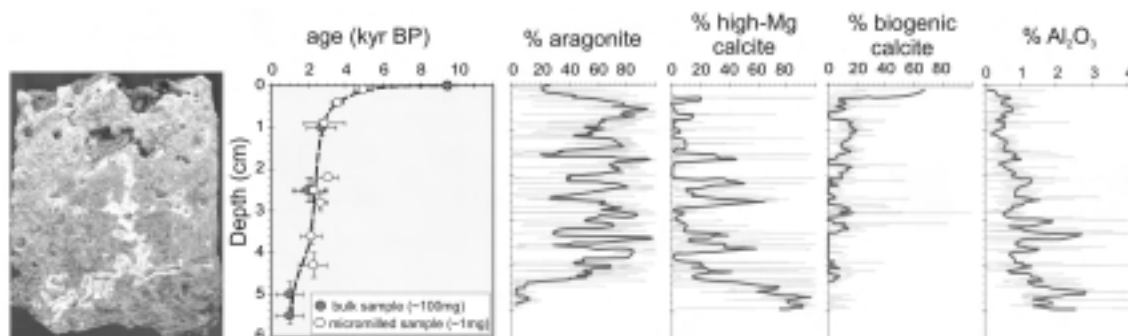 age (kyr BP)
0 2 4 6 8 10
% aragonite
0 20 40 60 80
% high-Mg
calcite
0 20 40 60 80
% biogenic
calcite
0 20 40 60 80
% Al₂O₃
0 1 2 3 4
Depth (cm)
0
1
2
3
4
5
6
bulk sample (~100mg)
micromilled sample (~1mg)